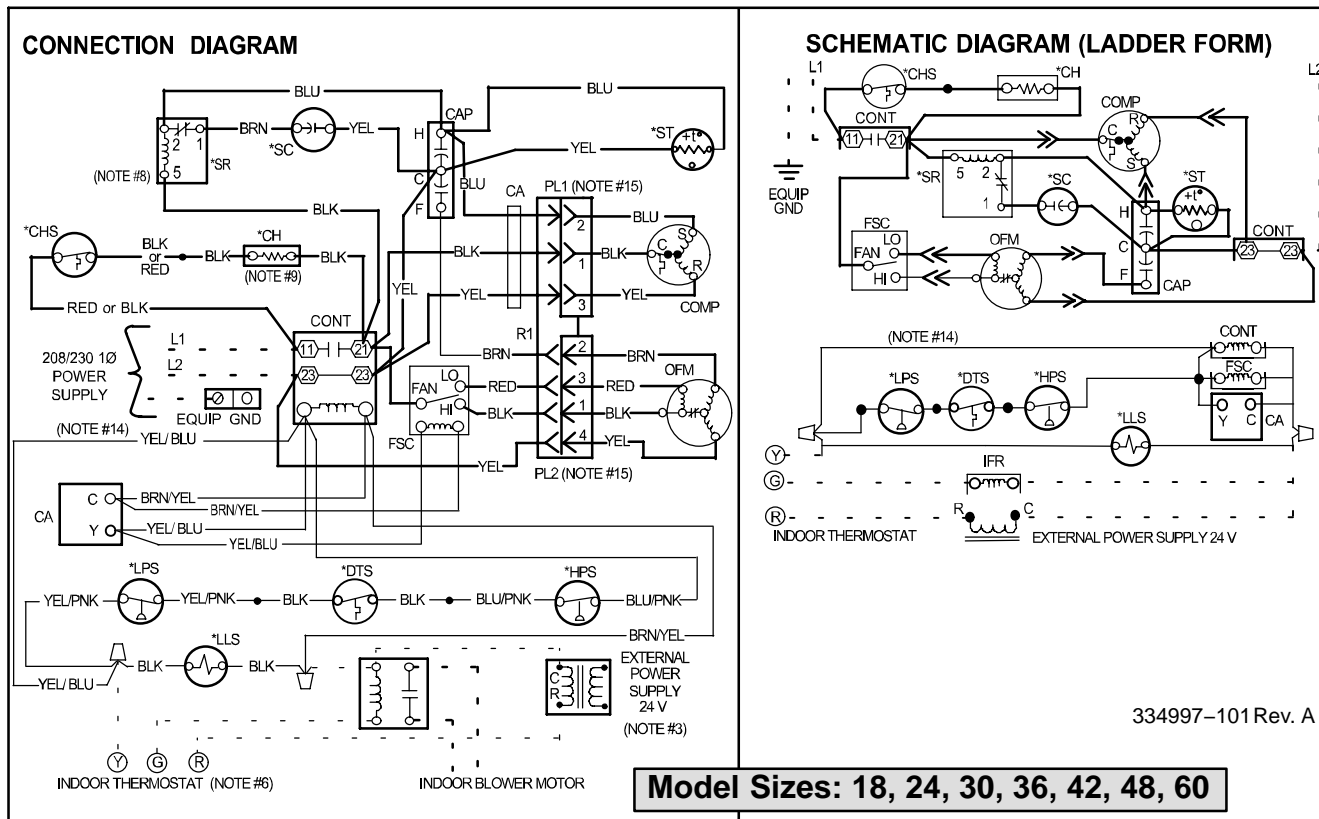 CONNECTION DIAGRAM
BLU
BLU
CAP
H
2
1
BRN
YEL
*SC
*SR
5
(NOTE #8)
C
F
BLU
YEL
*ST
+t°
CA
PL1 (NOTE #15)
BLK
2
BLU
S
C
R
*CHS
BLK
or
RED
BLK
*CH
BLK
(NOTE #9)
BLK
1
BLK
YEL
YEL
3
YEL
COMP
RED or BLK
CONT
L1
11
21
L2
23
23
208/230 1Ø
POWER
SUPPLY
EQUIP GND
R1
BRN
2
BRN
LO
FAN
RED
3
RED
OFM
HI
BLK
1
BLK
FSC
4
YEL
YEL
PL2 (NOTE #15)
(NOTE #14)
YEL/ BLU
CA
C
BRN/YEL
BRN/YEL
Y
YEL/ BLU
YEL/BLU
*LPS
*DTS
*HPS
YEL/PNK
YEL/PNK
BLK
BLK
BLU/PNK
BLU/PNK
BRN/YEL
*LLS
BLK
BLK
YEL/ BLU
EXTERNAL
POWER
SUPPLY
24 V
(NOTE #3)
C
R
Y
G
R
INDOOR THERMOSTAT (NOTE #6)
INDOOR BLOWER MOTOR
SCHEMATIC DIAGRAM (LADDER FORM)
L1
L2
*CHS
*CH
COMP
CONT
11
21
C
R
S
EQUIP
GND
*SR
5
2
1
*SC
*ST
+t°
H
C
F
CAP
CONT
23
23
FSC
LO
FAN
HI
OFM
(NOTE #14)
CONT
FSC
*LPS
*DTS
*HPS
Y
C
CA
*LLS
Y
G
IFR
R
R
C
INDOOR THERMOSTAT
EXTERNAL POWER SUPPLY 24 V
334997–101 Rev. A
Model Sizes: 18, 24, 30, 36, 42, 48, 60